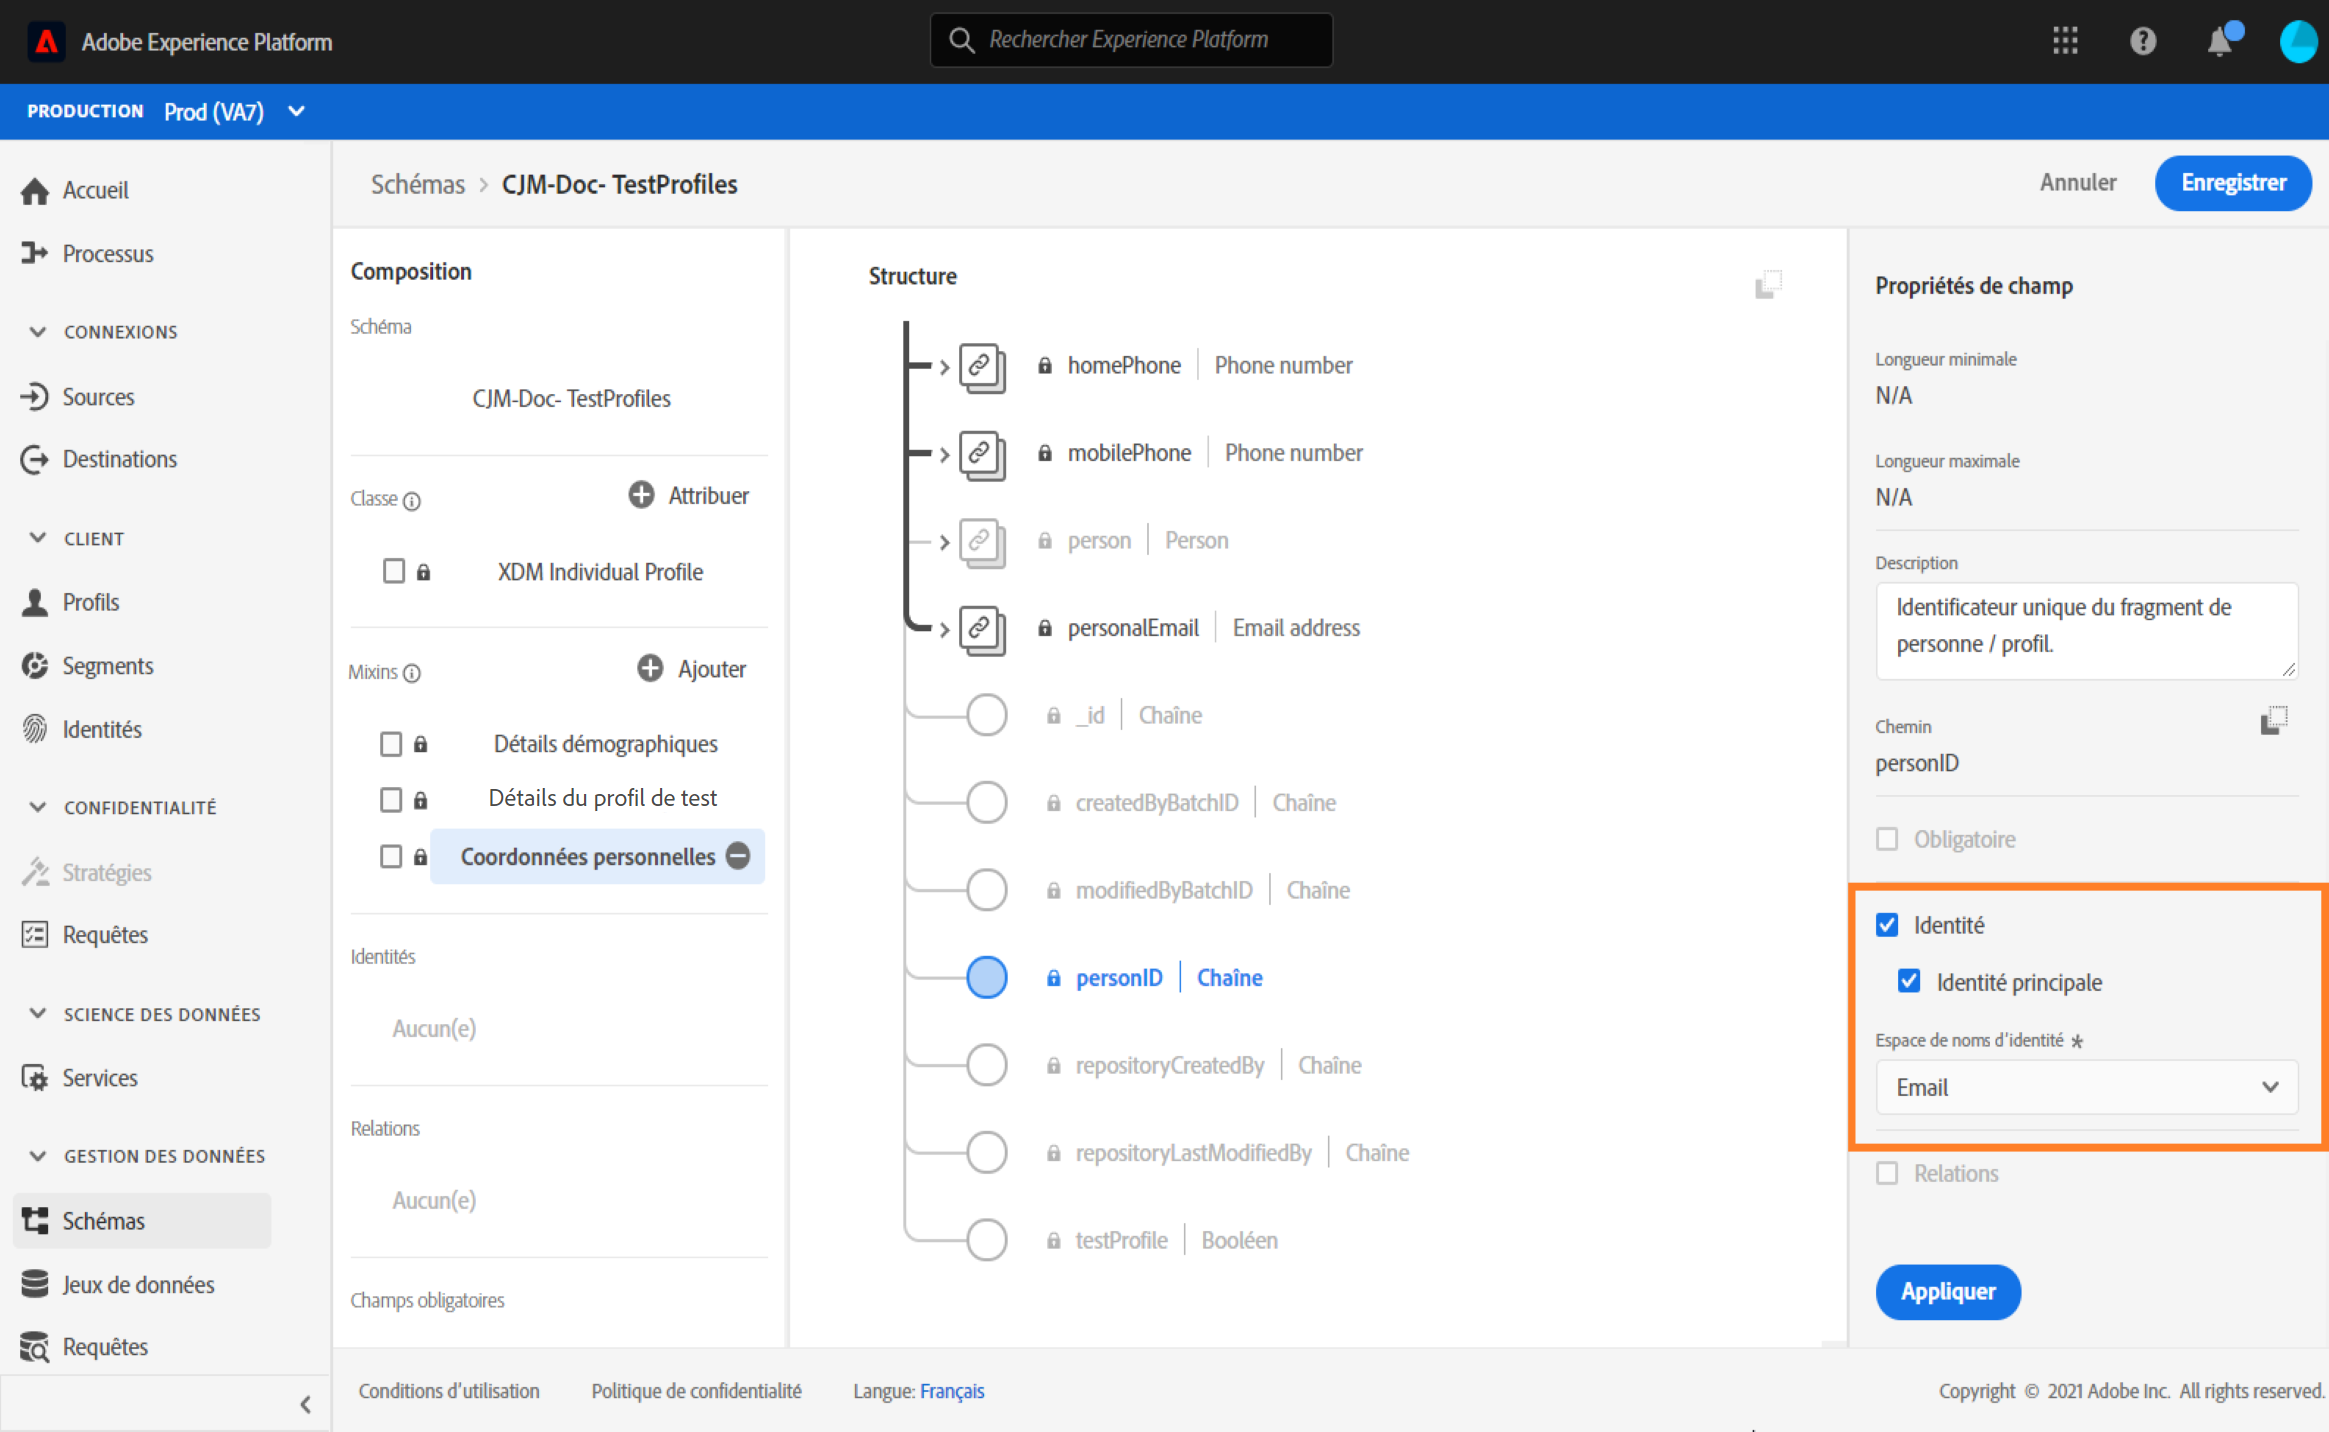 Adobe Experience Platform
Rechercher Experience Platform
PRODUCTION Prod (VA7)
Accueil
Processus
CONNEXIONS
Sources
Destinations
CLIENT
Profils
Segments
Identités
CONFIDENTIALITÉ
Stratégies
Requêtes
SCIENCE DES DONNÉES
Services
GESTION DES DONNÉES
Schémas
Jeux de données
Requêtes
Schémas > CJM-Doc- TestProfiles
Annuler
Enregistrer
Composition
Schéma
CJM-Doc- TestProfiles
Classe
Attribuer
XDM Individual Profile
Mixins
Ajouter
Détails démographiques
Détails du profil de test
Coordonnées personnelles
Identités
Aucun(e)
Relations
Aucun(e)
Champs obligatoires
Structure
homePhone | Phone number
mobilePhone | Phone number
person | Person
personalEmail | Email address
_id | Chaîne
createdByBatchID | Chaîne
modifiedByBatchID | Chaîne
personID | Chaîne
repositoryCreatedBy | Chaîne
repositoryLastModifiedBy | Chaîne
testProfile | Booléen
Propriétés de champ
Longueur minimale
N/A
Longueur maximale
N/A
Description
Identificateur unique du fragment de
personne / profil.
Chemin
personID
Obligatoire
Identité
Identité principale
Espace de noms d'identité *
Email
Relations
Appliquer
Conditions d'utilisation
Politique de confidentialité
Langue: Français
Copyright © 2021 Adobe Inc. All rights reserved.